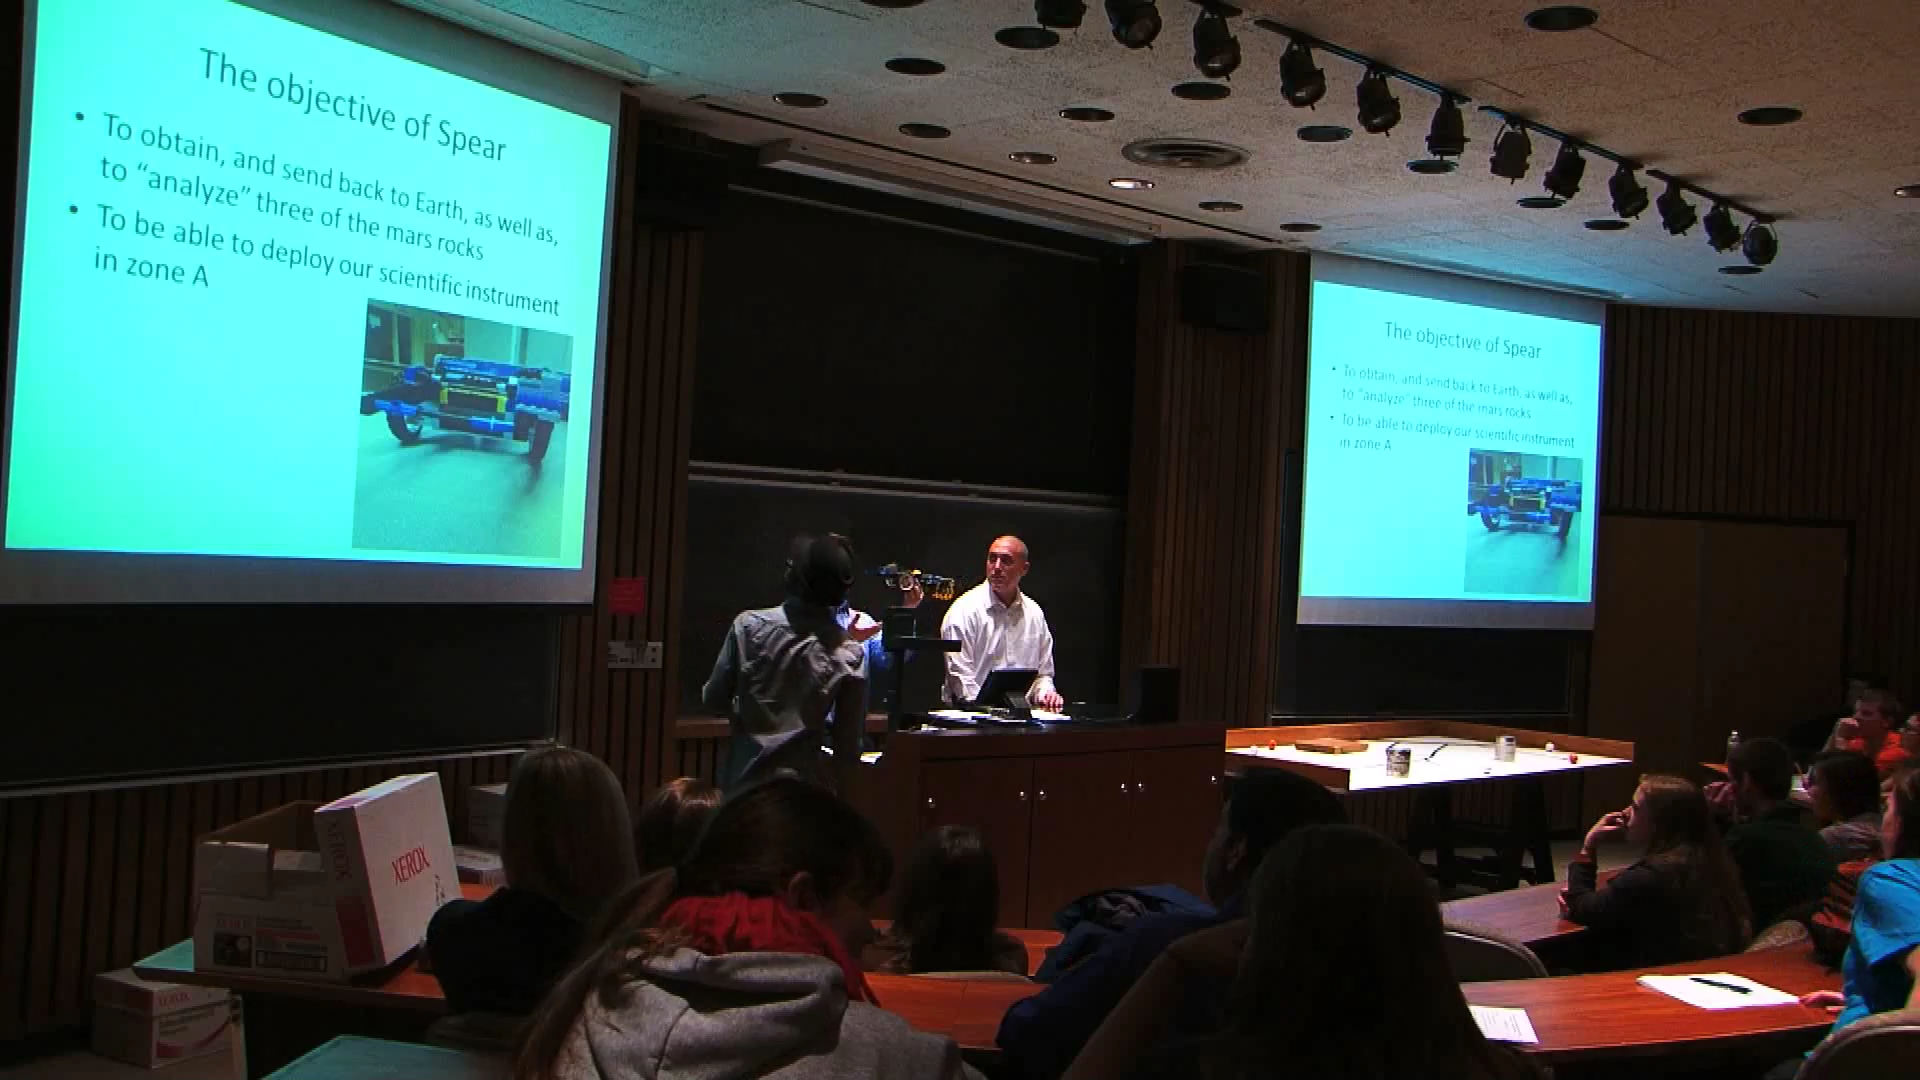 The objective of Spear
• To obtain, and send back to Earth, as well as,
to “analyze” three of the mars rocks
• To be able to deploy our scientific instrument
in zone A
The objective of Spear
• To obtain, and send back to Earth, as well as,
to “analyze” three of the mars rocks
• To be able to deploy our scientific instrument
in zone A
XEROX
XEROX
XEROX